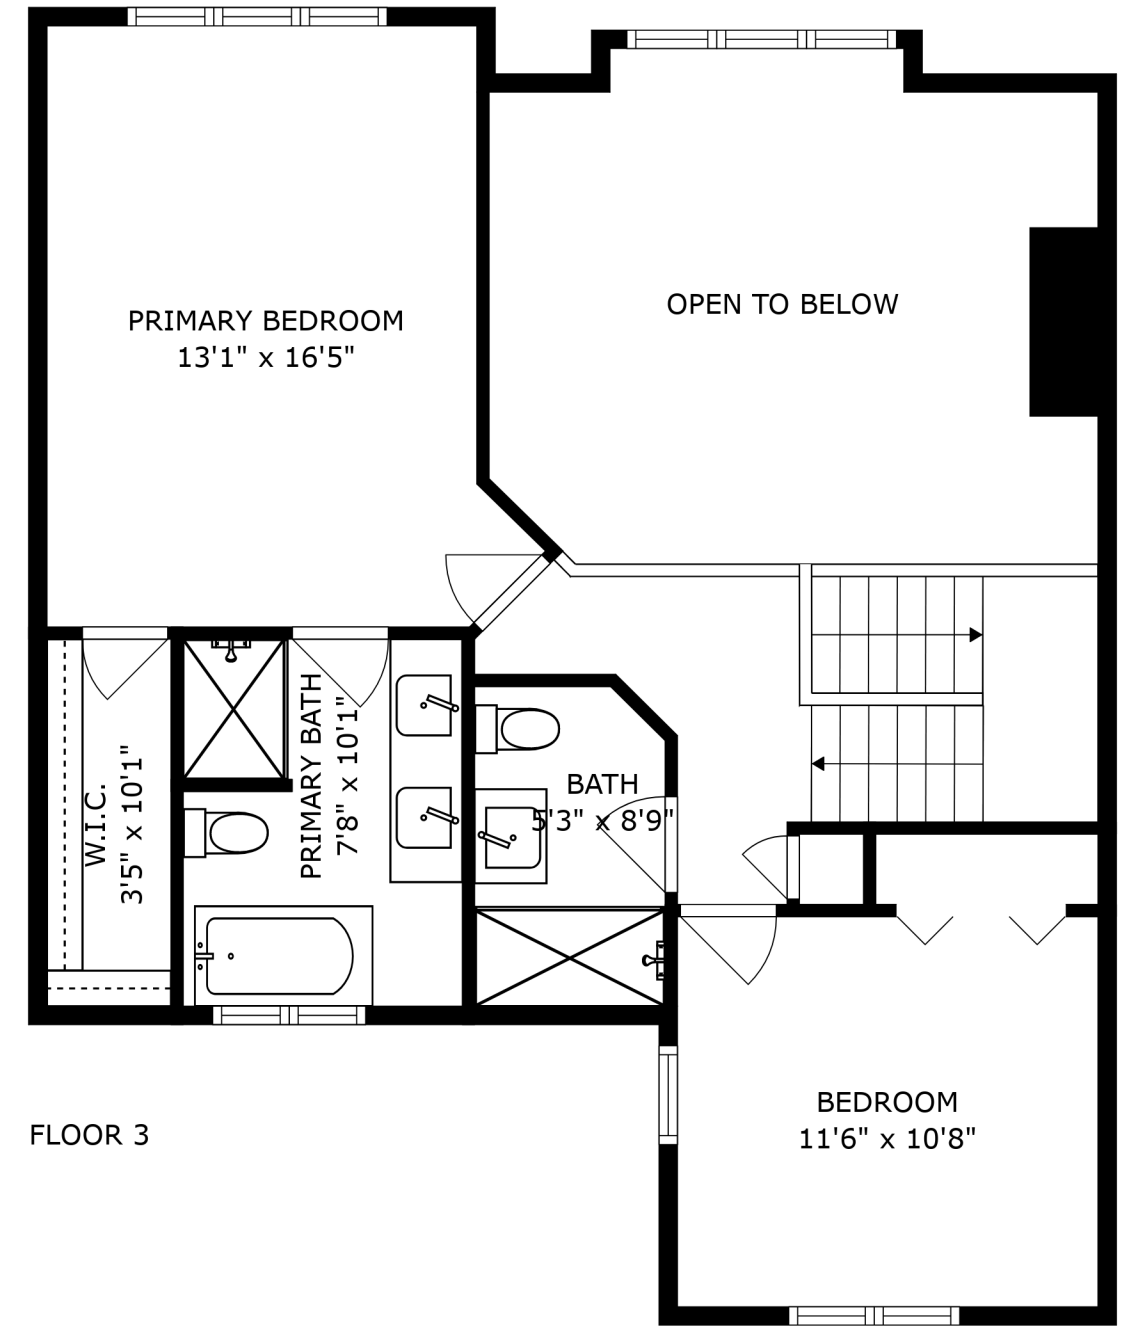 OPEN TO BELOW
PRIMARY BEDROOM
13'1" x 16'5"
W.I.C.
3'5" x 10'1"
PRIMARY BATH
7'8" x 10'1"
BATH
5'3" x 8'9"
BEDROOM
11'6" x 10'8"
FLOOR 3